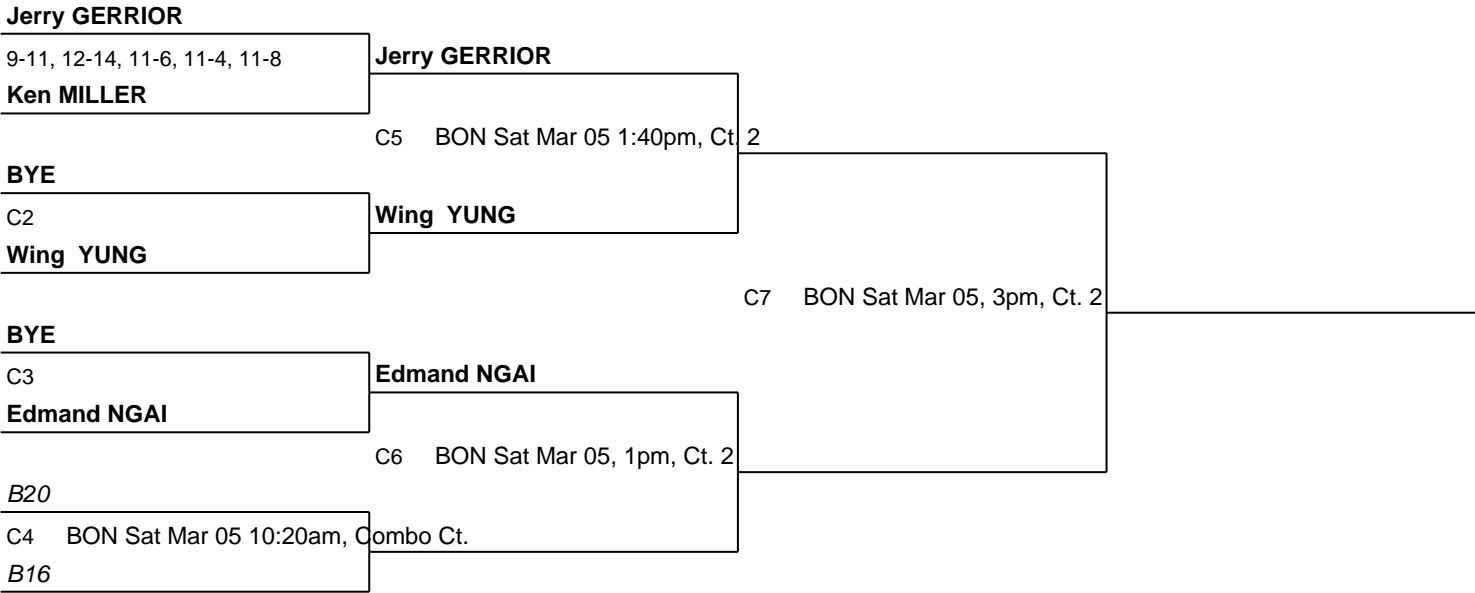 Jerry GERRIOR
9-11, 12-14, 11-6, 11-4, 11-8
Jerry GERRIOR
Ken MILLER
C5 BON Sat Mar 05 1:40pm, Ct. 2
BYE
C2
Wing  YUNG
Wing  YUNG
C7 BON Sat Mar 05, 3pm, Ct. 2
BYE
C3
Edmand NGAI
Edmand NGAI
C6 BON Sat Mar 05, 1pm, Ct. 2
B20
C4 BON Sat Mar 05 10:20am, Combo Ct.
B16